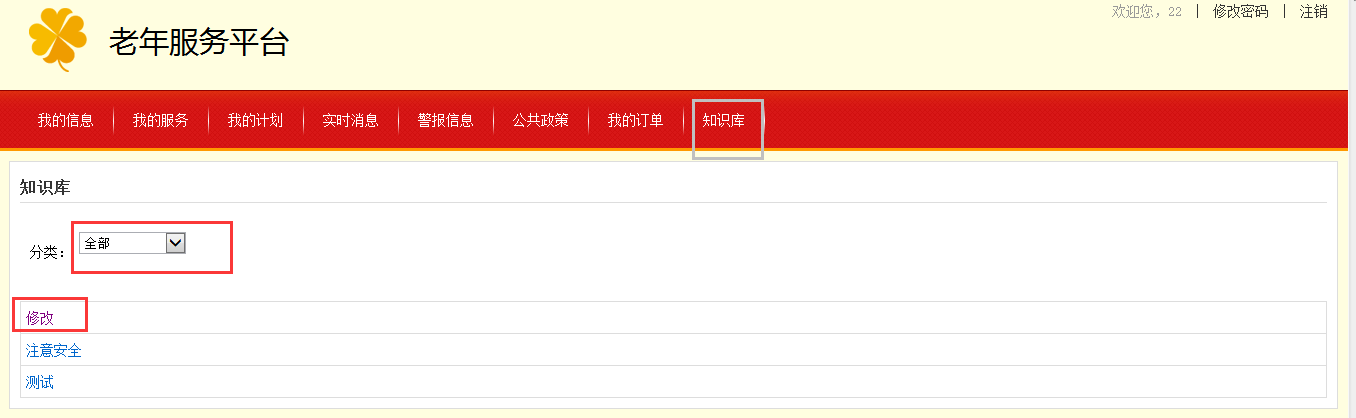 欢迎您，22 | 修改密码 | 注销
老年服务平台
我的信息 我的服务 我的计划 实时消息 警报信息 公共政策 我的订单 知识库
知识库
分类： 全部
修改
注意安全
测试